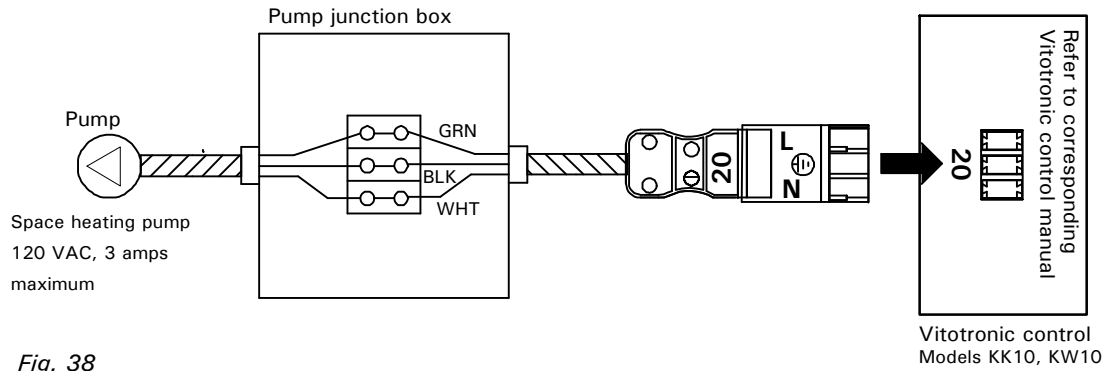 Pump junction box
Pump
GRN
BLK
WHT
Space heating pump
120 VAC, 3 amps
maximum
20
L
N
20
Refer to corresponding
Vitotronic control manual
Vitotronic control
Models KK10, KW10
Fig. 38